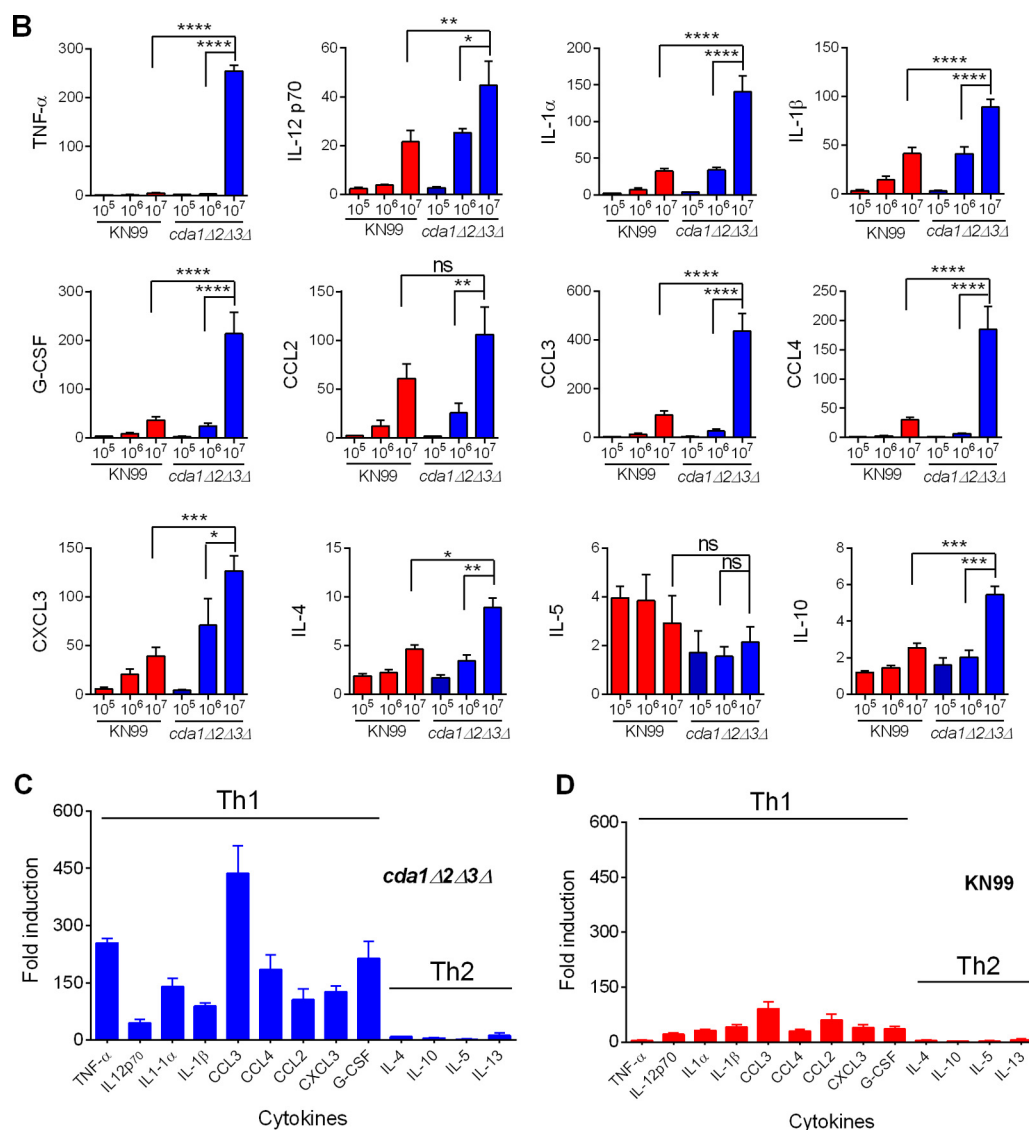 B
TNF-α
300
200
100
0
10⁵ 10⁶ 10⁷ 10⁵ 10⁶ 10⁷
KN99 cda1Δ2Δ3Δ
****
****
IL-12 p70
60
40
20
0
10⁵ 10⁶ 10⁷ 10⁵ 10⁶ 10⁷
KN99 cda1Δ2Δ3Δ
**
*
IL-1α
200
150
100
50
0
10⁵ 10⁶ 10⁷ 10⁵ 10⁶ 10⁷
KN99 cda1Δ2Δ3Δ
****
****
IL-1β
150
100
50
0
10⁵ 10⁶ 10⁷ 10⁵ 10⁶ 10⁷
KN99 cda1Δ2Δ3Δ
****
****
G-CSF
300
200
100
0
10⁵ 10⁶ 10⁷ 10⁵ 10⁶ 10⁷
KN99 cda1Δ2Δ3Δ
****
****
CCL2
150
100
50
0
10⁵ 10⁶ 10⁷ 10⁵ 10⁶ 10⁷
KN99 cda1Δ2Δ3Δ
ns
**
CCL3
600
400
200
0
10⁵ 10⁶ 10⁷ 10⁵ 10⁶ 10⁷
KN99 cda1Δ2Δ3Δ
****
****
CCL4
250
200
150
100
50
0
10⁵ 10⁶ 10⁷ 10⁵ 10⁶ 10⁷
KN99 cda1Δ2Δ3Δ
****
****
CXCL3
150
100
50
0
10⁵ 10⁶ 10⁷ 10⁵ 10⁶ 10⁷
KN99 cda1Δ2Δ3Δ
***
*
IL-4
15
10
5
0
10⁵ 10⁶ 10⁷ 10⁵ 10⁶ 10⁷
KN99 cda1Δ2Δ3Δ
*
**
IL-5
6
4
2
0
10⁵ 10⁶ 10⁷ 10⁵ 10⁶ 10⁷
KN99 cda1Δ2Δ3Δ
ns
ns
IL-10
8
6
4
2
0
10⁵ 10⁶ 10⁷ 10⁵ 10⁶ 10⁷
KN99 cda1Δ2Δ3Δ
***
***
C
Th1
cda1Δ2Δ3Δ
Th2
Fold induction
600
450
300
150
0
TNF-α IL12p70 IL1-1α IL-1β CCL3 CCL4 CCL2 CXCL3 G-CSF IL-4 IL-10 IL-5 IL-13
Cytokines
D
Th1
KN99
Th2
Fold induction
600
450
300
150
0
TNF-α IL-12p70 IL1α IL-1β CCL3 CCL4 CCL2 CXCL3 G-CSF IL-4 IL-10 IL-5 IL-13
Cytokines